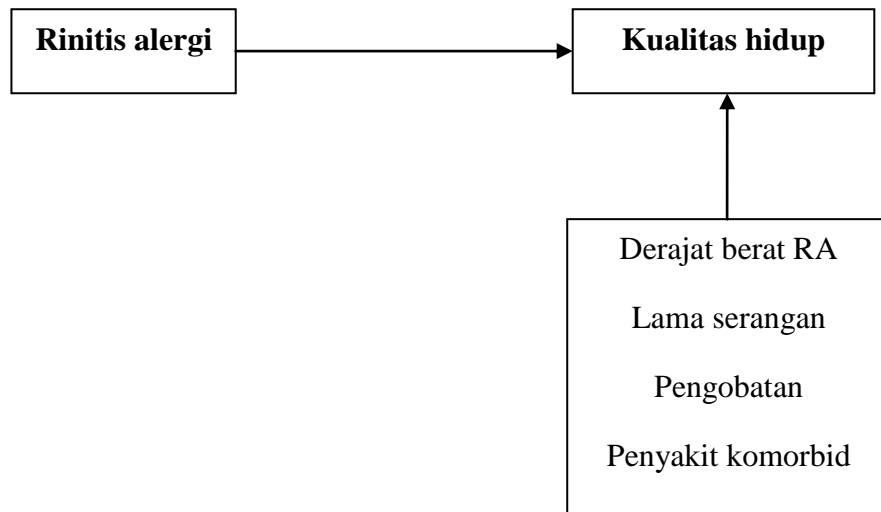 Rinitis alergi
Kualitas hidup
Derajat berat RA
Lama serangan
Pengobatan
Penyakit komorbid